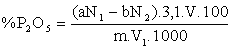 %P₂O₅ = (aN₁ − bN₂).3,1.V.100
m.V₁.1000